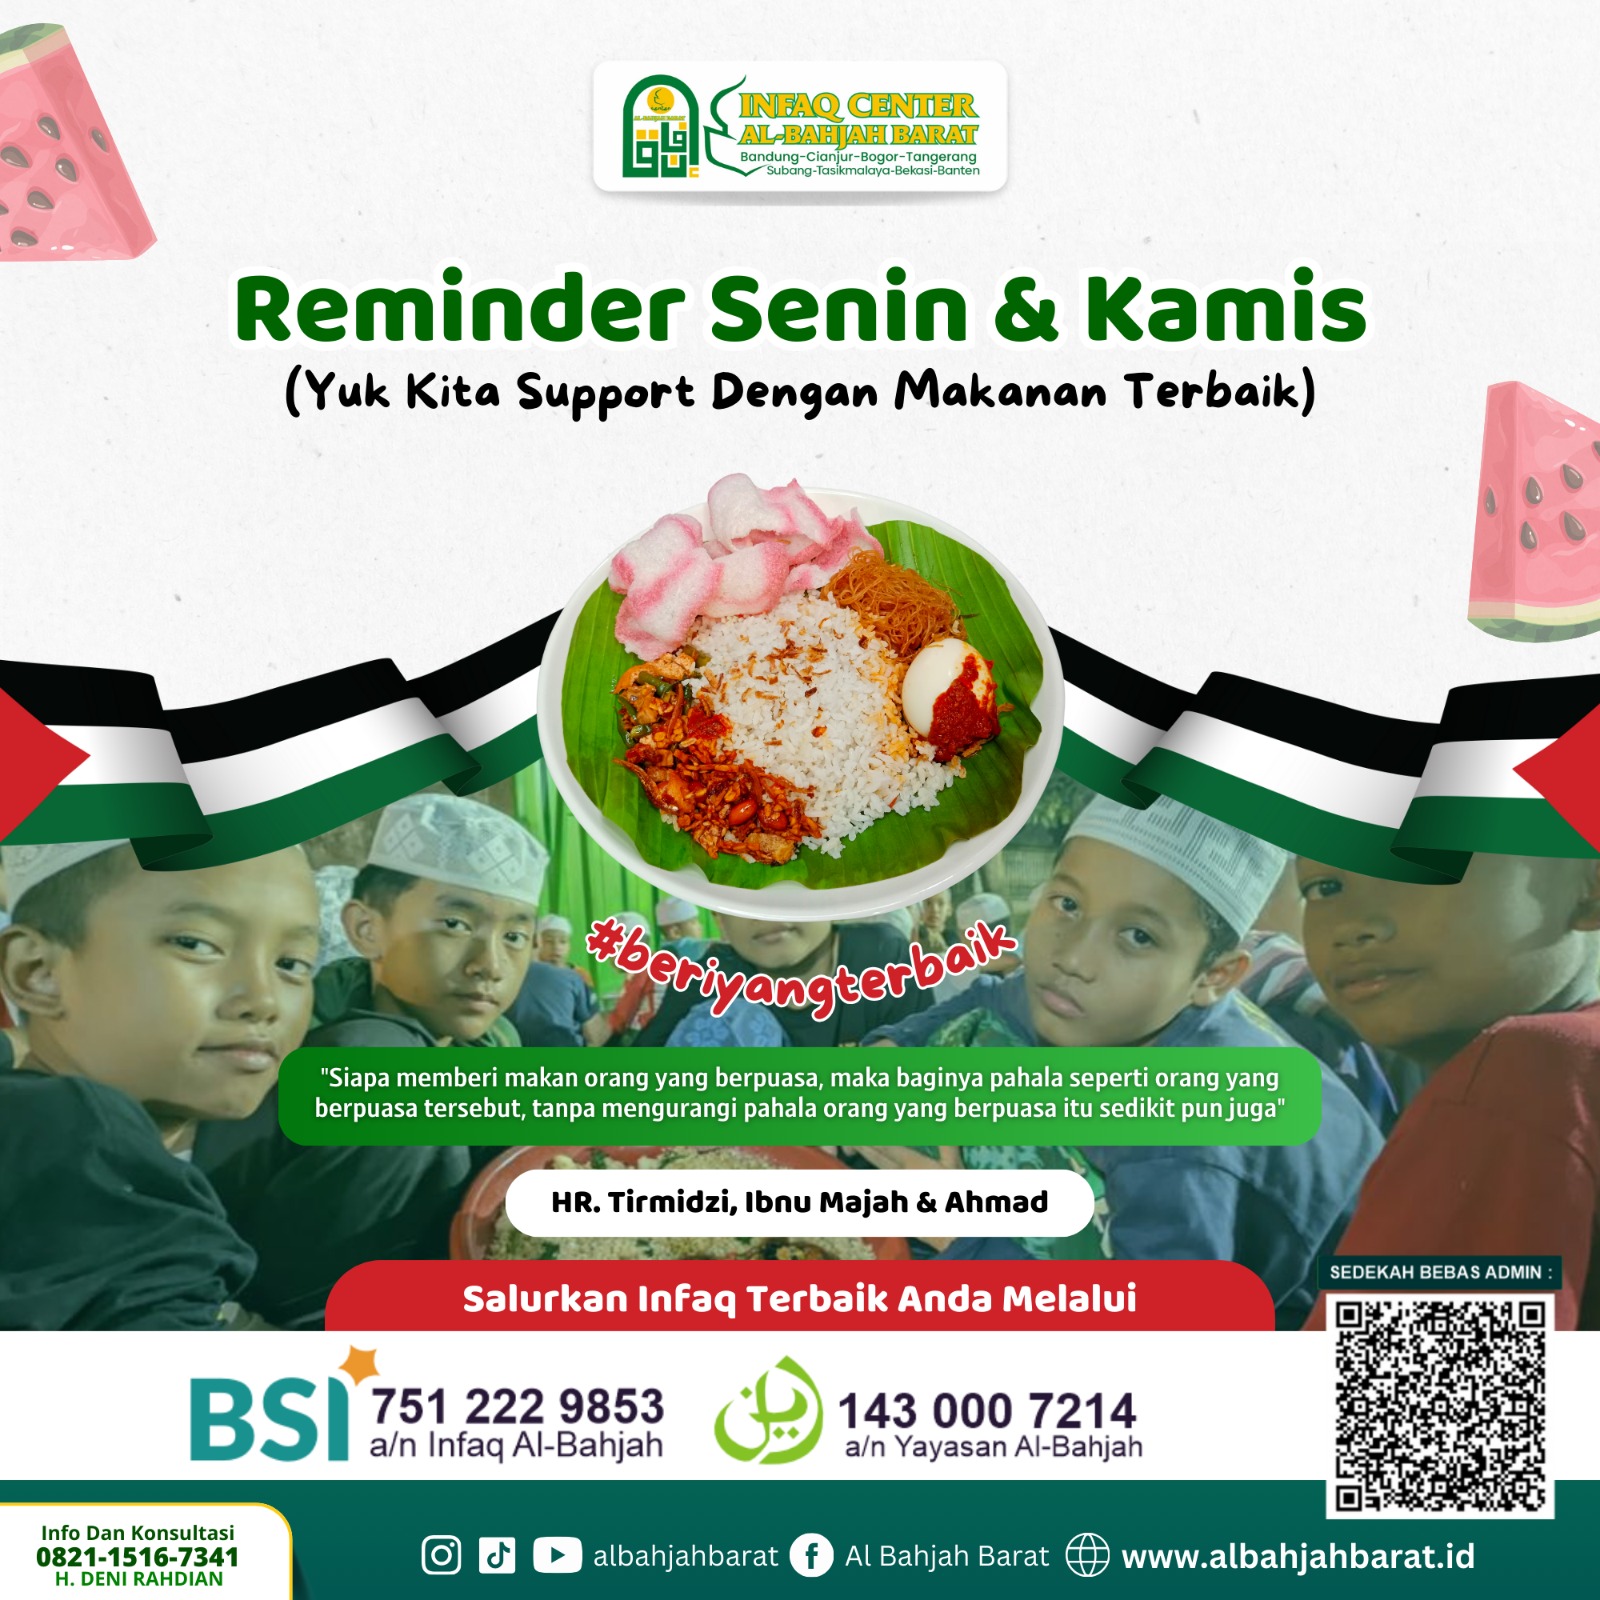 INFAQ CENTER
AL-BAHJAH BARAT
Bandung-Cianjur-Bogor-Tangerang
Subang-Tasikmalaya-Bekasi-Banten
Reminder Senin & Kamis
(Yuk Kita Support Dengan Makanan Terbaik)
#beriyangterbaik
"Siapa memberi makan orang yang berpuasa, maka baginya pahala seperti orang yang
berpuasa tersebut, tanpa mengurangi pahala orang yang berpuasa itu sedikit pun juga"
HR. Tirmidzi, Ibnu Majah & Ahmad
Salurkan Infaq Terbaik Anda Melalui
SEDEKAH BEBAS ADMIN :
BSI 751 222 9853
a/n Infaq Al-Bahjah
143 000 7214
a/n Yayasan Al-Bahjah
Info Dan Konsultasi
0821-1516-7341
H. DENI RAHDIAN
albahjahbarat Al Bahjah Barat www.albahjahbarat.id